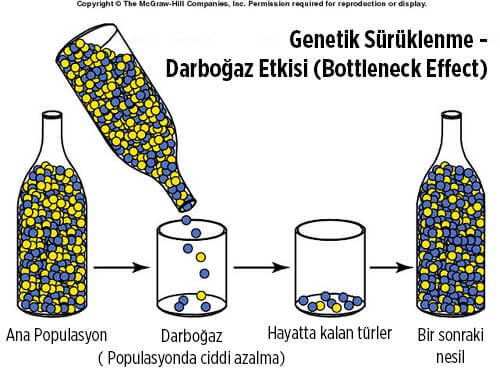 Copyright © The McGraw-Hill Companies, Inc. Permission required for reproduction or display.
Genetik Sürüklenme -
Darboğaz Etkisi (Bottleneck Effect)
Ana Populasyon
Darboğaz
( Populasyonda ciddi azalma)
Hayatta kalan türler
Bir sonraki
nesil